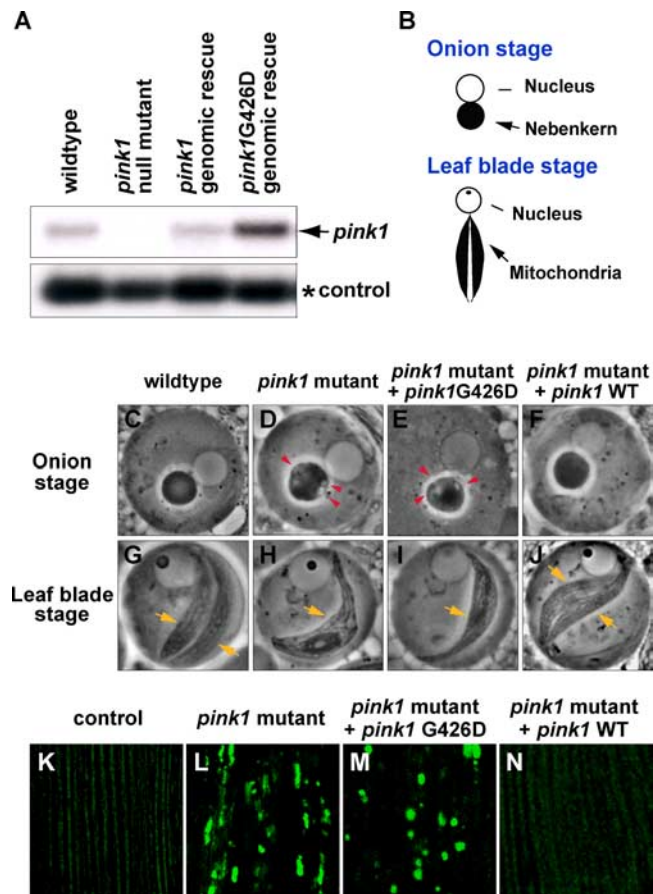 A
wildtype
pink1
null mutant
pink1
genomic rescue
pink1G426D
genomic rescue
pink1
* control
B
Onion stage
Nucleus
Nebenkern
Leaf blade stage
Nucleus
Mitochondria
wildtype
pink1 mutant
pink1 mutant
+ pink1G426D
pink1 mutant
+ pink1 WT
Onion
stage
C
D
E
F
Leaf blade
stage
G
H
I
J
control
pink1 mutant
pink1 mutant
+ pink1 G426D
pink1 mutant
+ pink1 WT
K
L
M
N